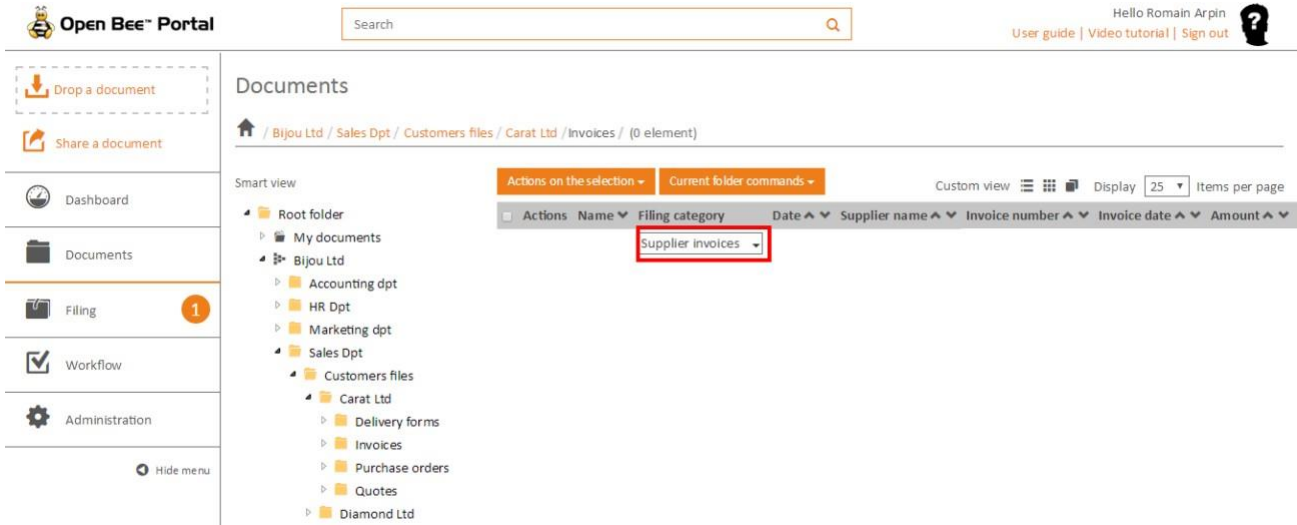 Open Bee™ Portal
Search
Hello Romain Arpin
User guide | Video tutorial | Sign out
Drop a document
Share a document
Dashboard
Documents
Filing
1
Workflow
Administration
Hide menu
Documents
/ Bijou Ltd / Sales Dpt / Customers files / Carat Ltd /Invoices / (0 element)
Smart view
Root folder
My documents
Bijou Ltd
Accounting dpt
HR Dpt
Marketing dpt
Sales Dpt
Customers files
Carat Ltd
Delivery forms
Invoices
Purchase orders
Quotes
Diamond Ltd
Actions on the selection
Current folder commands
Custom view
Display 25 Items per page
Actions Name Filing category Date Supplier name Invoice number Invoice date Amount
Supplier invoices
?